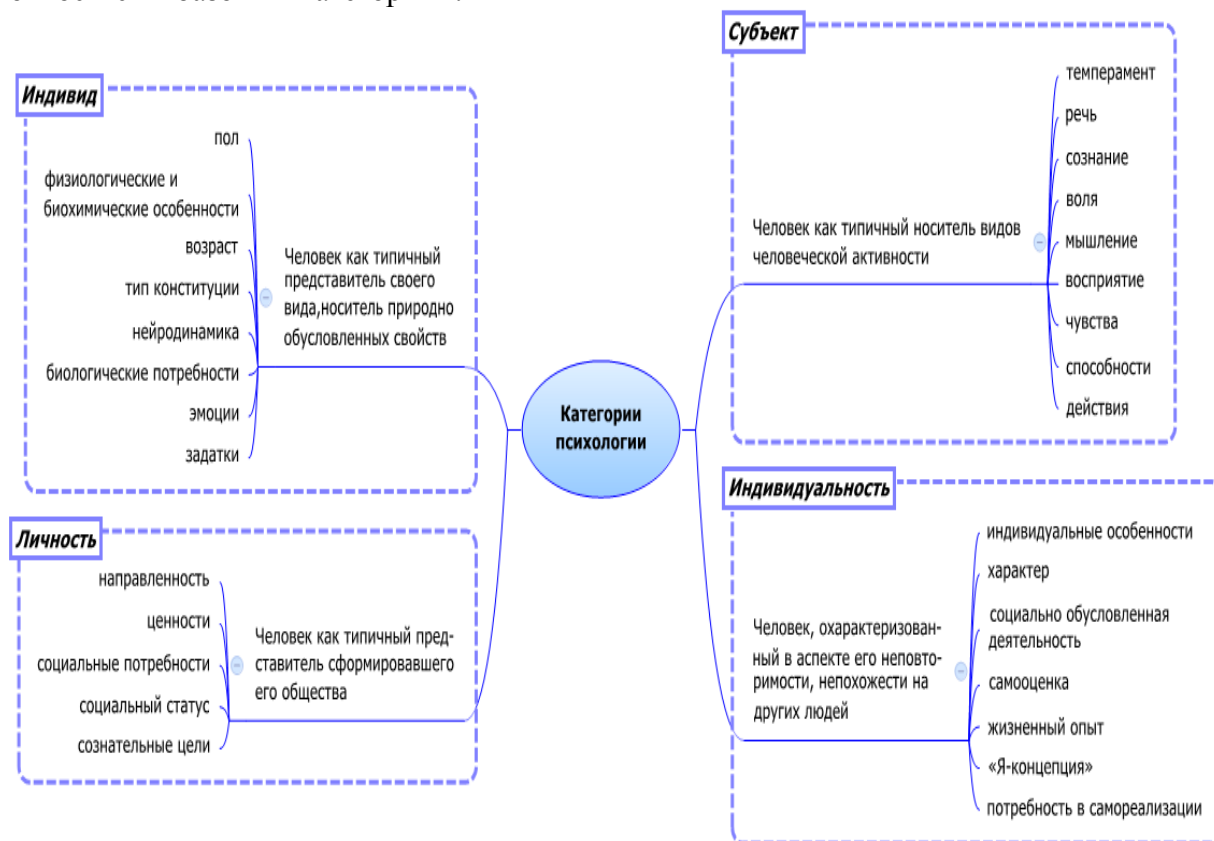 Субъект
темперамент
речь
сознание
воля
Человек как типичный носитель видов
человеческой активности
мышление
восприятие
чувства
способности
действия
Индивид
пол
физиологические и
биохимические особенности
возраст
тип конституции
нейродинамика
биологические потребности
эмоции
задатки
Человек как типичный
представитель своего
вида,носитель природно
обусловленных свойств
Категории
психологии
Личность
направленность
ценности
социальные потребности
социальный статус
сознательные цели
Человек как типичный пред-
ставитель сформировавшего
его общества
Индивидуальность
индивидуальные особенности
характер
социально обусловленная
деятельность
самооценка
жизненный опыт
«Я-концепция»
потребность в самореализации
Человек, охарактеризован-
ный в аспекте его неповто-
римости, непохожести на
других людей